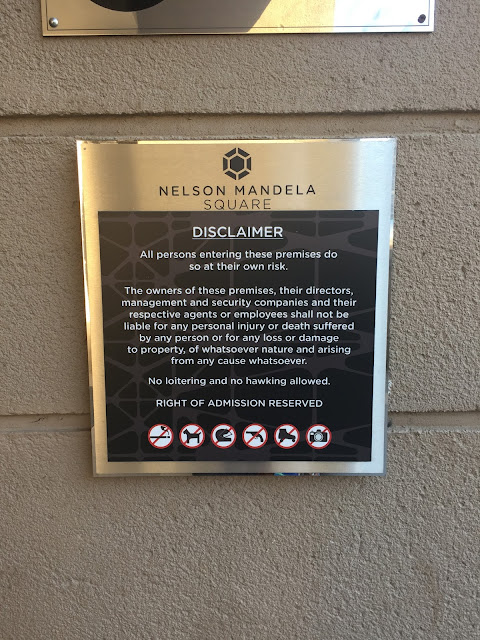 NELSON MANDELA
SQUARE
DISCLAIMER
All persons entering these premises do
so at their own risk.
The owners of these premises, their directors,
management and security companies and their
respective agents or employees shall not be
liable for any personal injury or death suffered
by any person or for any loss or damage
to property, of whatsoever nature and arising
from any cause whatsoever.
No loitering and no hawking allowed.
RIGHT OF ADMISSION RESERVED